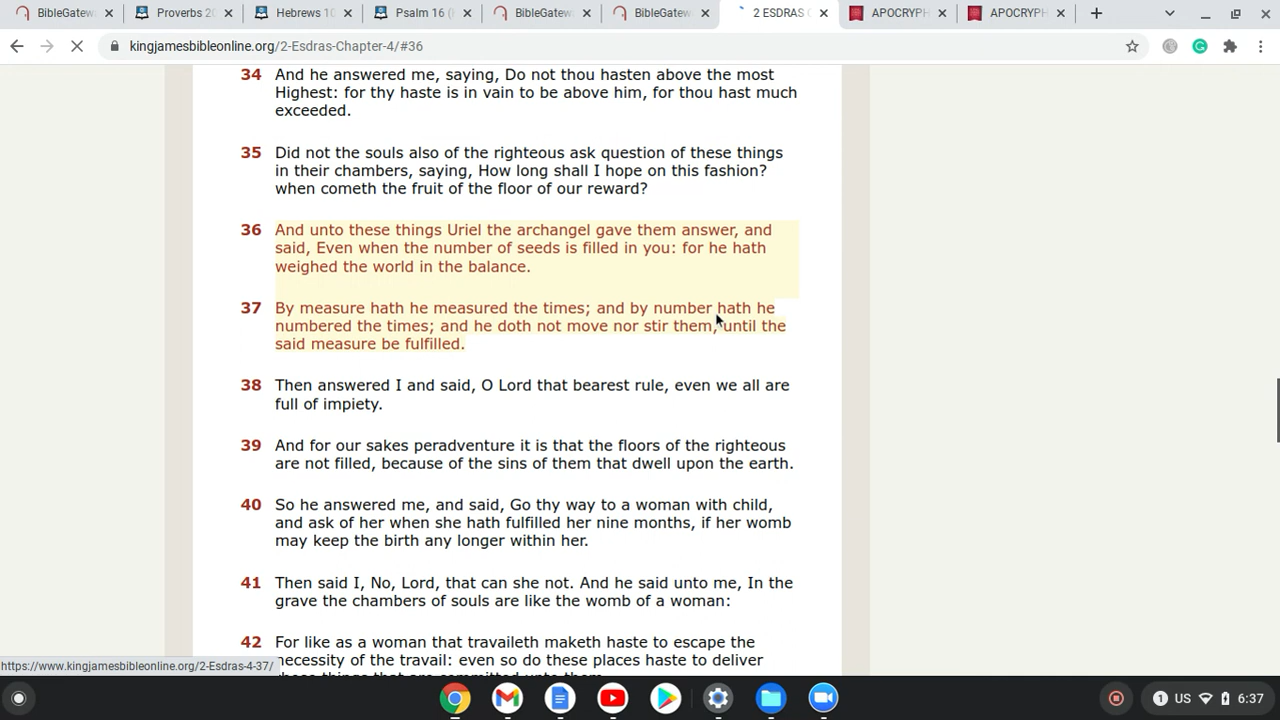 BibleGatew
Proverbs 20
Hebrews 10
Psalm 16 (
BibleGatew
BibleGatew
2 ESDRAS
APOCRYPH
APOCRYPH
kingjamesbibleonline.org/2-Esdras-Chapter-4/#36
34 And he answered me, saying, Do not thou hasten above the most
Highest: for thy haste is in vain to be above him, for thou hast much
exceeded.
35 Did not the souls also of the righteous ask question of these things
in their chambers, saying, How long shall I hope on this fashion?
when cometh the fruit of the floor of our reward?
36 And unto these things Uriel the archangel gave them answer, and
said, Even when the number of seeds is filled in you: for he hath
weighed the world in the balance.
37 By measure hath he measured the times; and by number hath he
numbered the times; and he doth not move nor stir them, until the
said measure be fulfilled.
38 Then answered I and said, O Lord that bearest rule, even we all are
full of impiety.
39 And for our sakes peradventure it is that the floors of the righteous
are not filled, because of the sins of them that dwell upon the earth.
40 So he answered me, and said, Go thy way to a woman with child,
and ask of her when she hath fulfilled her nine months, if her womb
may keep the birth any longer within her.
41 Then said I, No, Lord, that can she not. And he said unto me, In the
grave the chambers of souls are like the womb of a woman:
42 For like as a woman that travaileth maketh haste to escape the
necessity of the travail: even so do these places haste to deliver
those things that are committed unto them.
https://www.kingjamesbibleonline.org/2-Esdras-4-37/
1 US 6:37